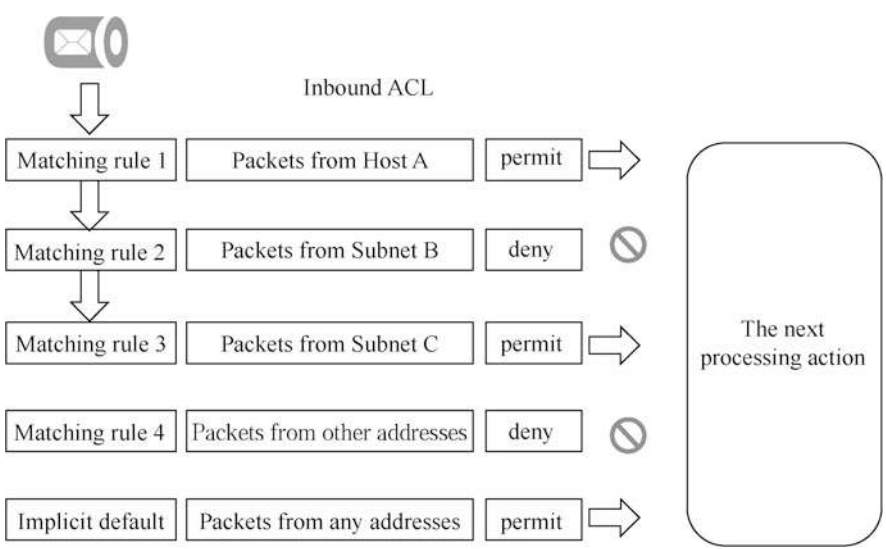 Inbound ACL
Matching rule 1 Packets from Host A permit
Matching rule 2 Packets from Subnet B deny
Matching rule 3 Packets from Subnet C permit
The next
processing action
Matching rule 4 Packets from other addresses deny
Implicit default Packets from any addresses permit